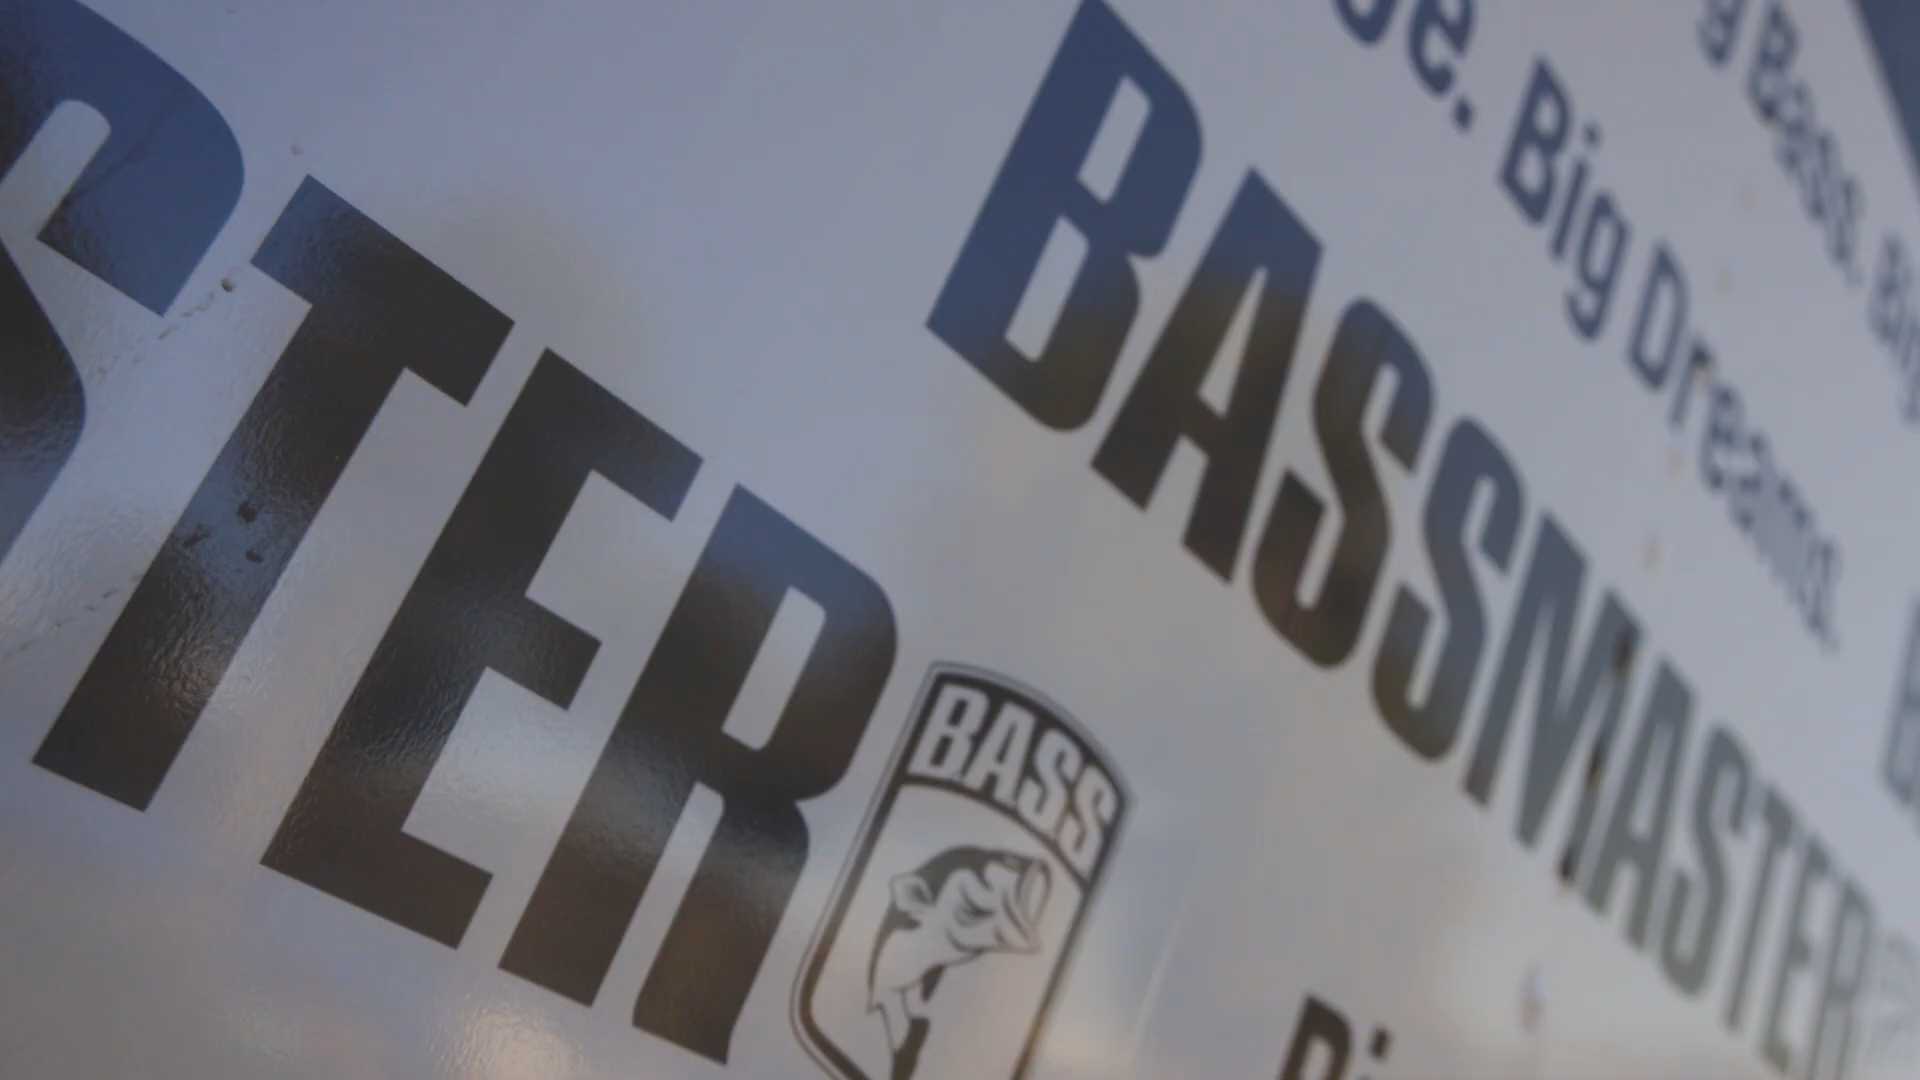 STER
BASS
BASSMASTER
Big Dreams.
g Bass. Big